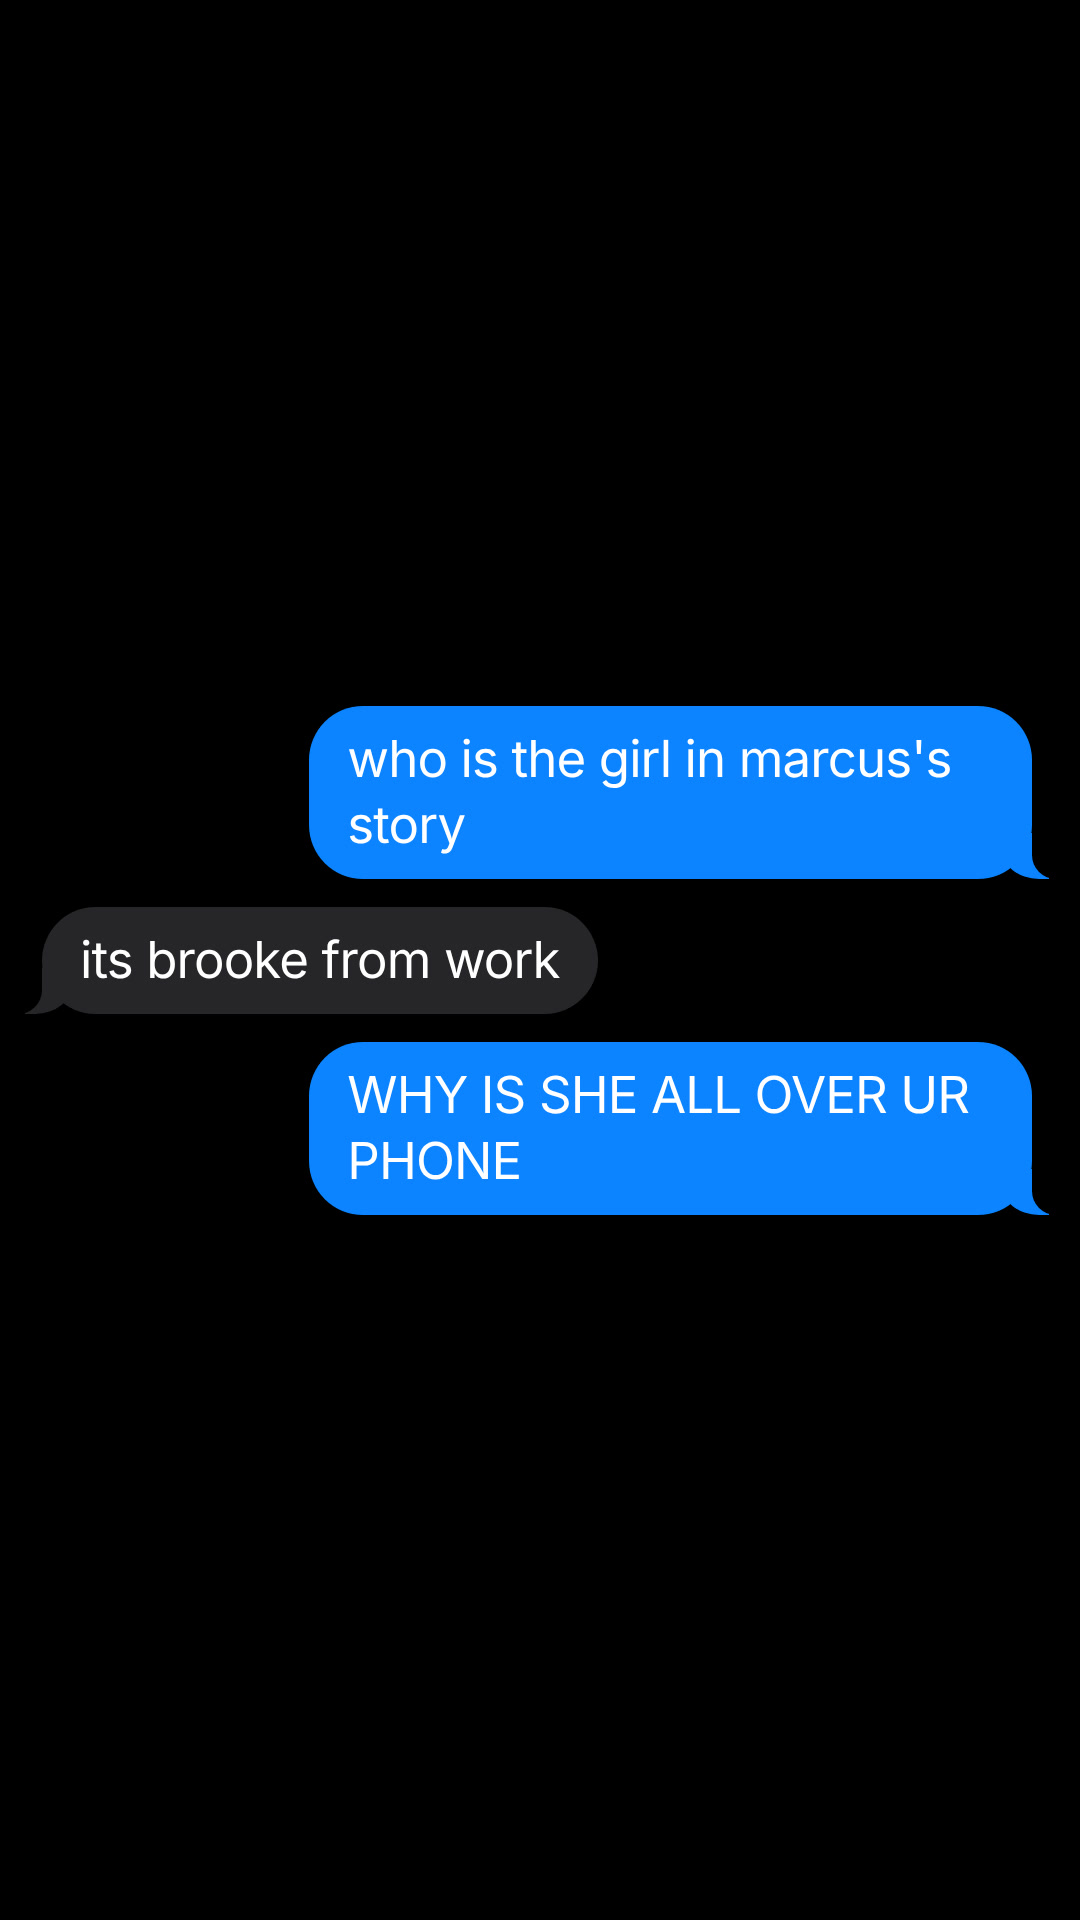 who is the girl in marcus's
story
its brooke from work
WHY IS SHE ALL OVER UR
PHONE